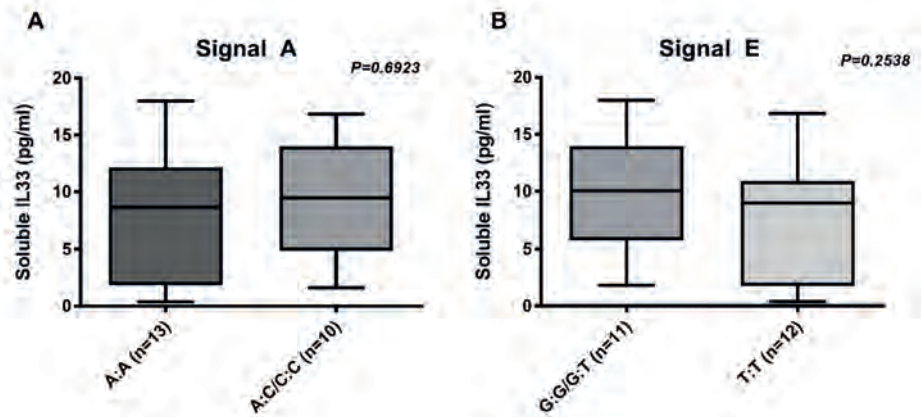 A
Signal A
P=0.6923
Soluble IL33 (pg/ml)
20
15
10
5
0
A:A (n=13)
A:C/C:C (n=10)
B
Signal E
P=0.2538
Soluble IL33 (pg/ml)
20
15
10
5
0
G:G/G:T (n=11)
T:T (n=12)